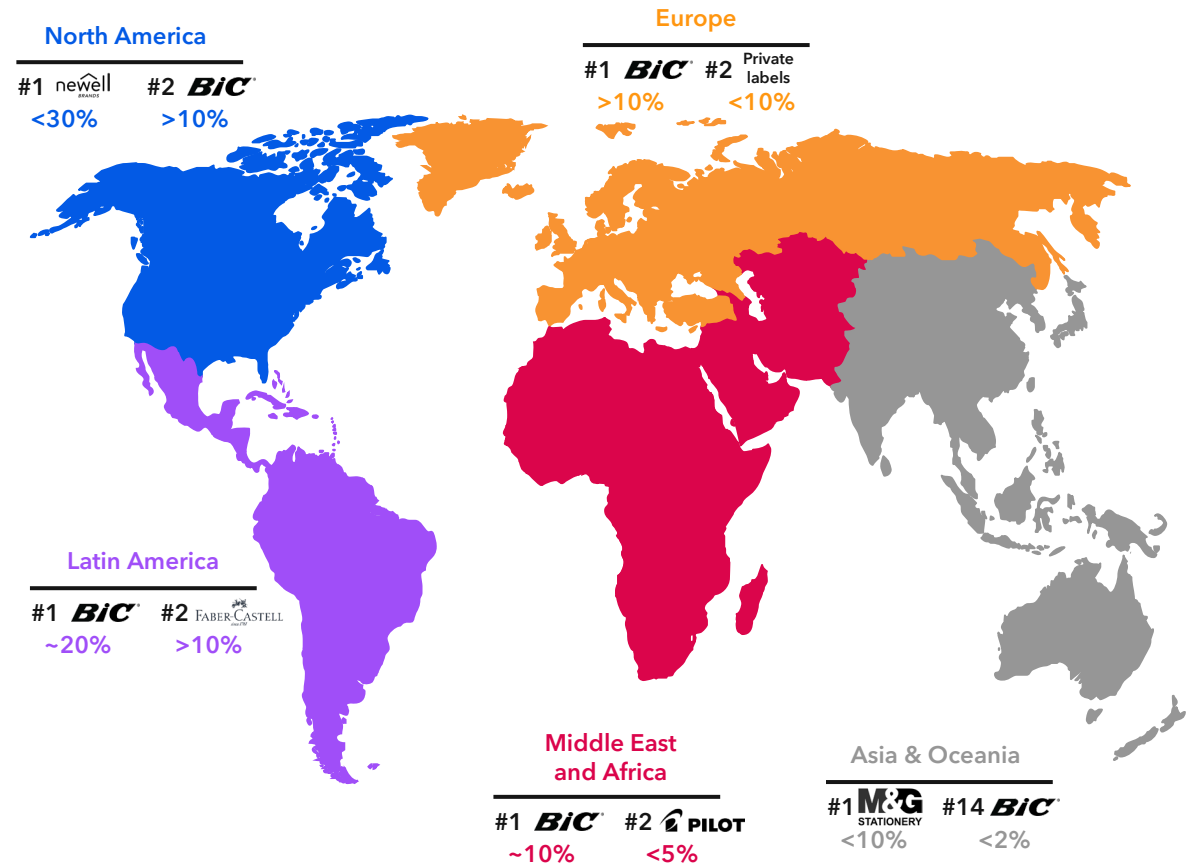 North America
#1 newell BRANDS #2 BiC®
<30% >10%
Europe
#1 BiC® #2 Private labels
>10% <10%
Latin America
#1 BiC® #2 FABER-CASTELL
since 1761
~20% >10%
Middle East
and Africa
#1 BiC® #2 PILOT
~10% <5%
Asia & Oceania
#1 M&G STATIONERY #14 BiC®
<10% <2%